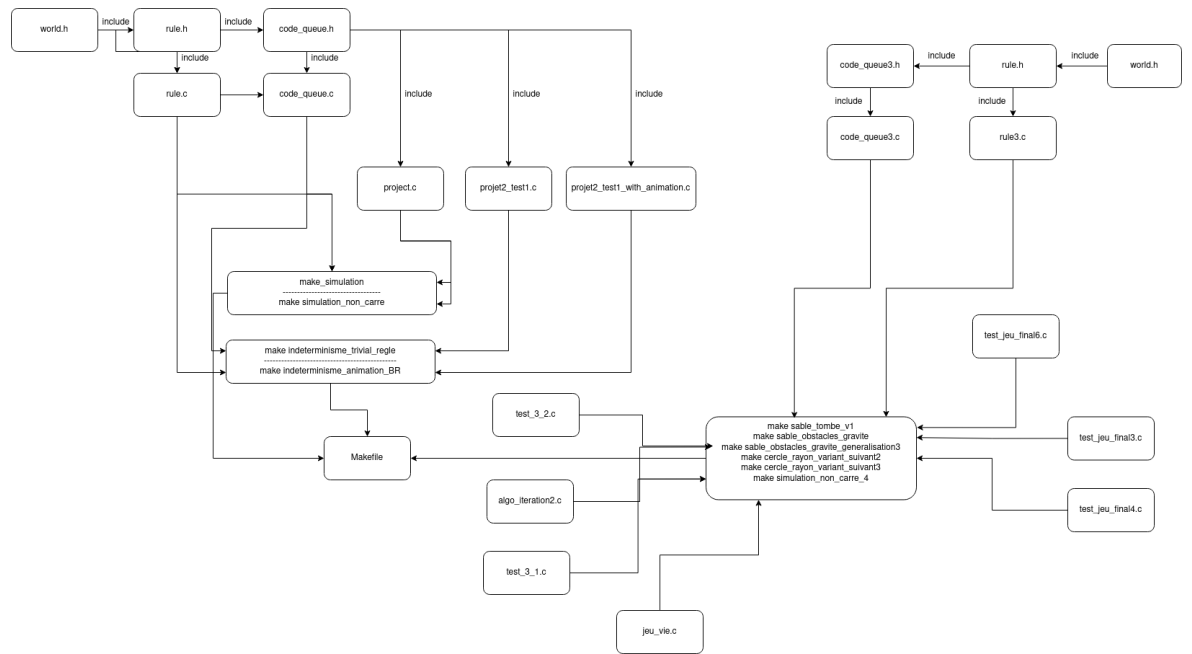 world.h
include
rule.h
include
code_queue.h
include
include
rule.c
code_queue.c
include
include
include
code_queue3.h
include
rule.h
include
world.h
include
include
code_queue3.c
rule3.c
project.c
projet2_test1.c
projet2_test1_with_animation.c
make_simulation
-----------------------------------
make simulation_non_carre
make indeterminisme_trivial_regle
-----------------------------------------------
make indeterminisme_animation_BR
Makefile
test_jeu_final6.c
test_3_2.c
make sable_tombe_v1
make sable_obstacles_gravite
make sable_obstacles_gravite_generalisation3
make cercle_rayon_variant_suivant2
make cercle_rayon_variant_suivant3
make simulation_non_carre_4
test_jeu_final3.c
algo_iteration2.c
test_jeu_final4.c
test_3_1.c
jeu_vie.c